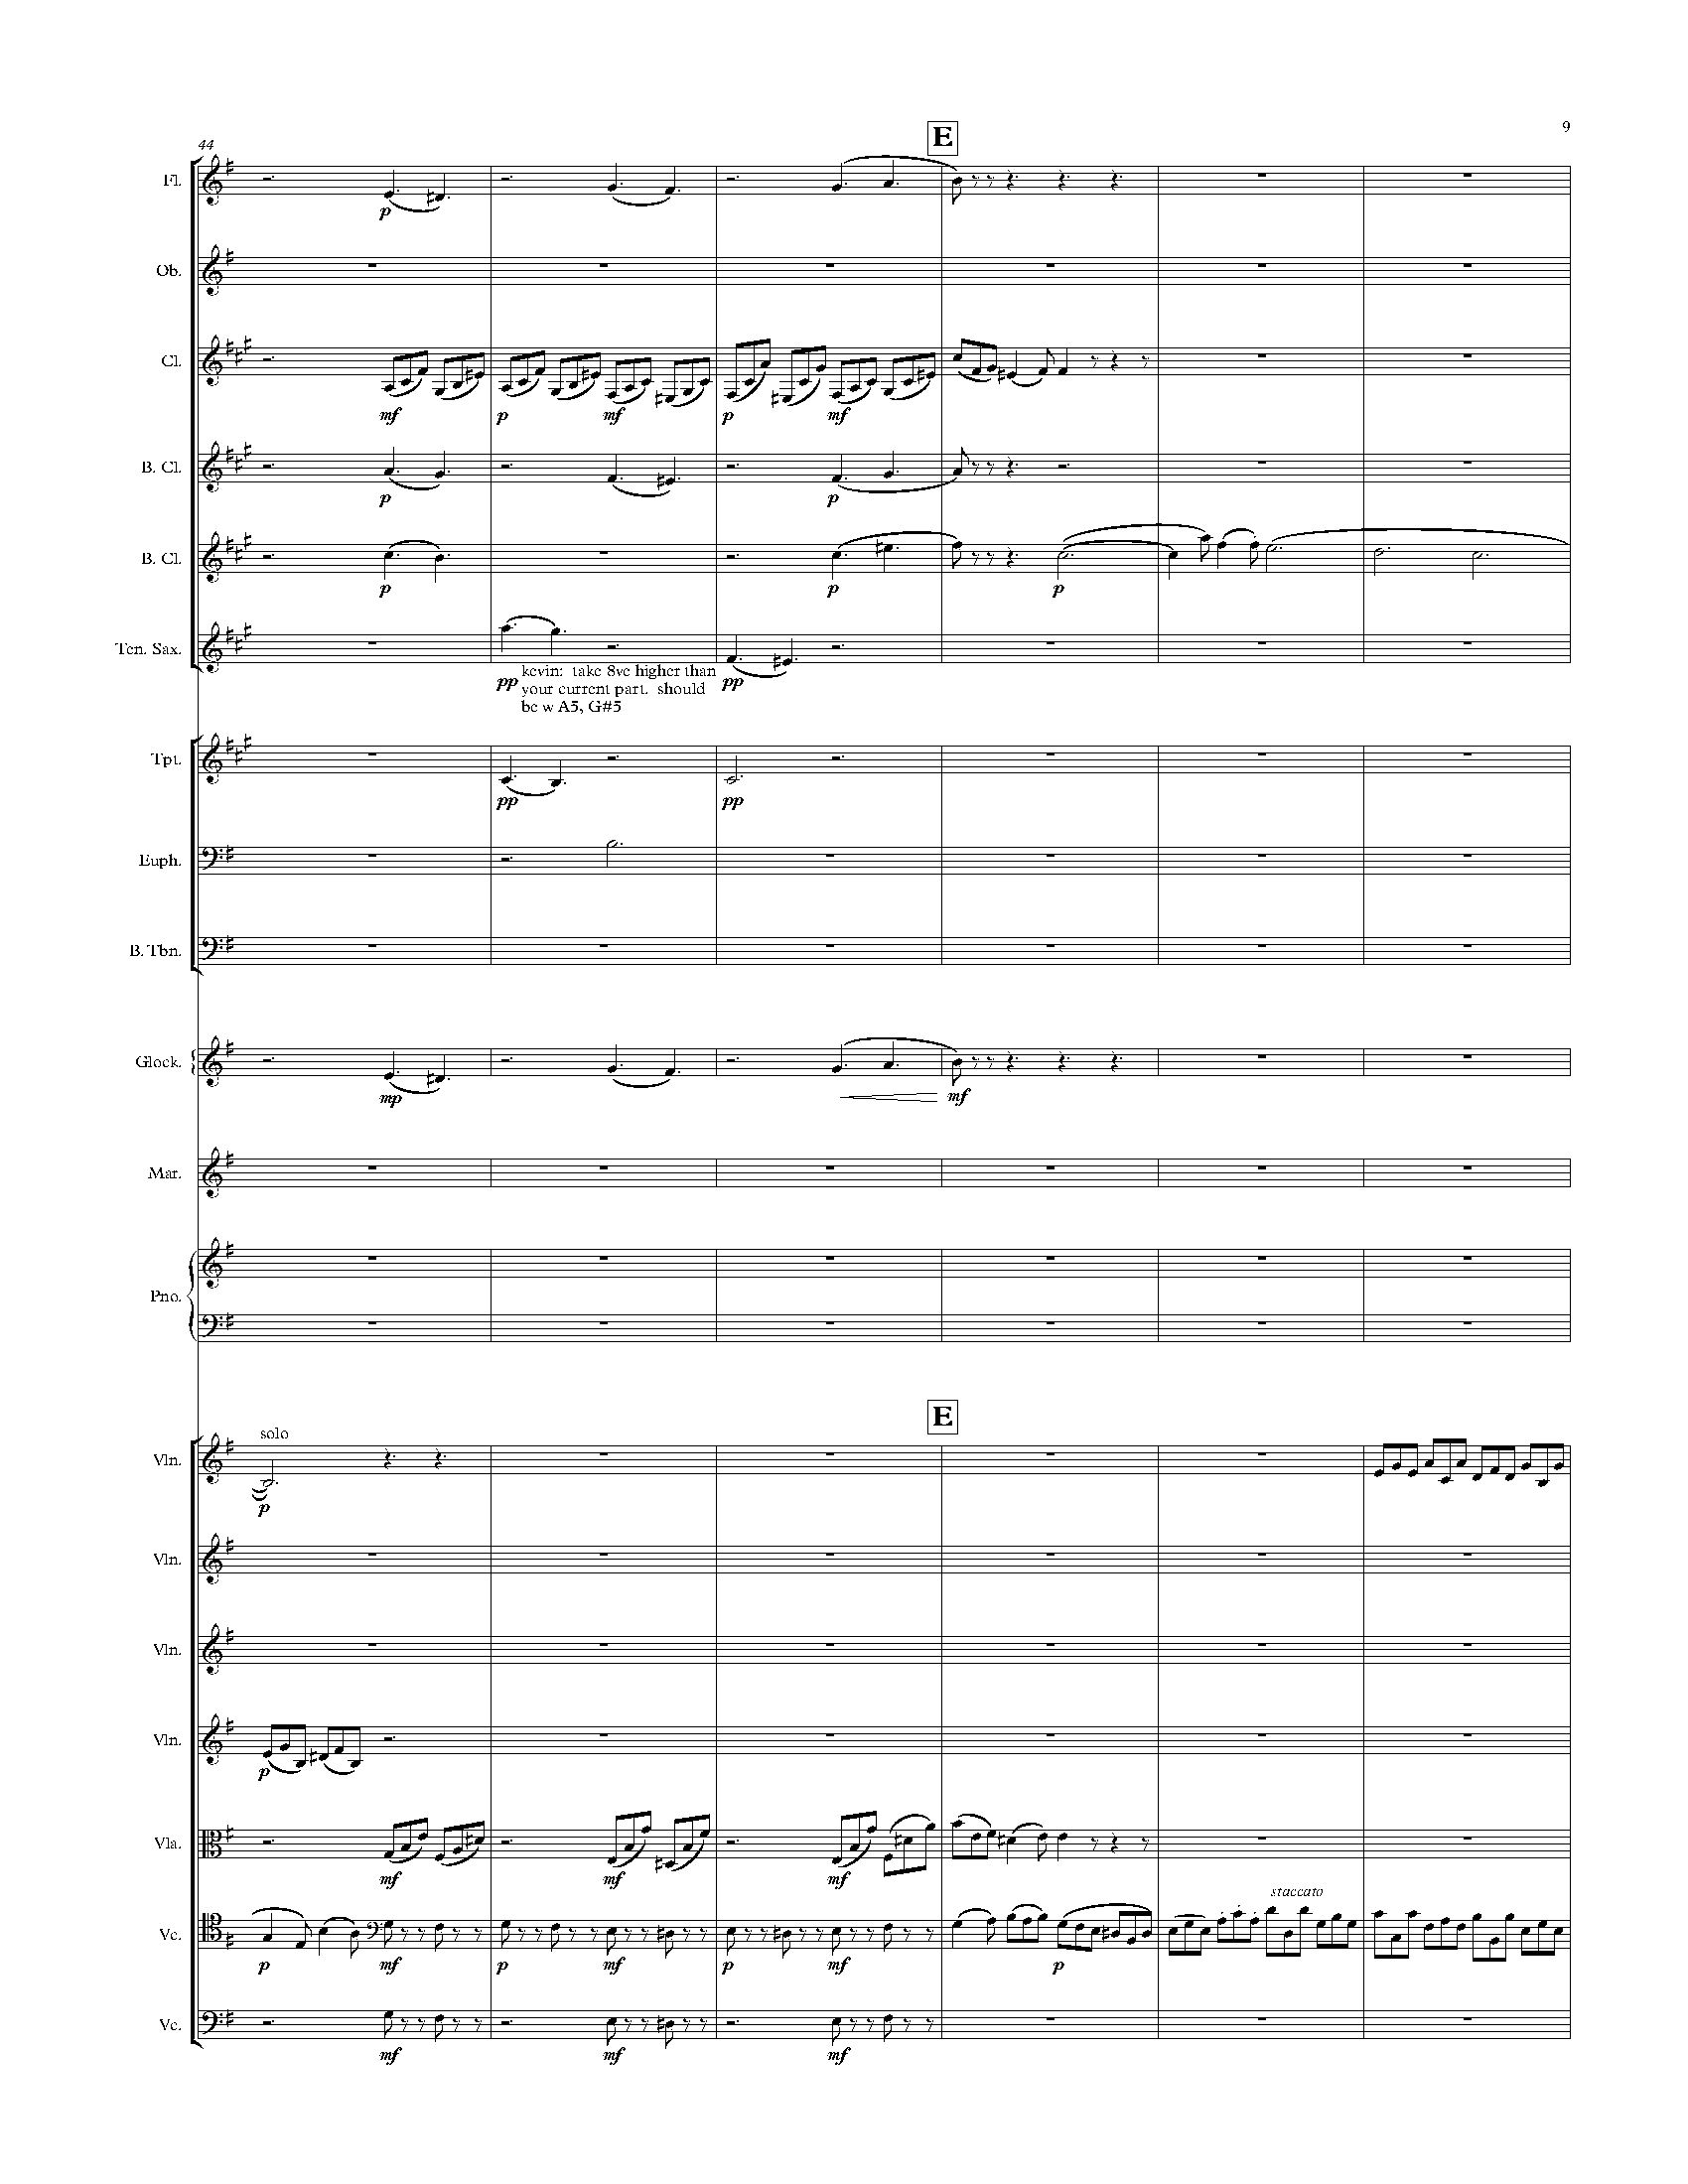 9
E
44
Fl.
p
Ob.
Cl.
mf p mf p mf
B. Cl.
p p
B. Cl.
p p p
Ten. Sax.
pp pp
kevin: take 8ve higher than
your current part. should
be w A5, G#5
Tpt.
pp pp
Euph.
B. Tbn.
Glock.
mp mf
Mar.
Pno.
E
solo
Vln.
p
Vln.
Vln.
Vln.
p
Vla.
mf mf mf
staccato
Vc.
p mf p mf p mf p
Vc.
mf mf mf